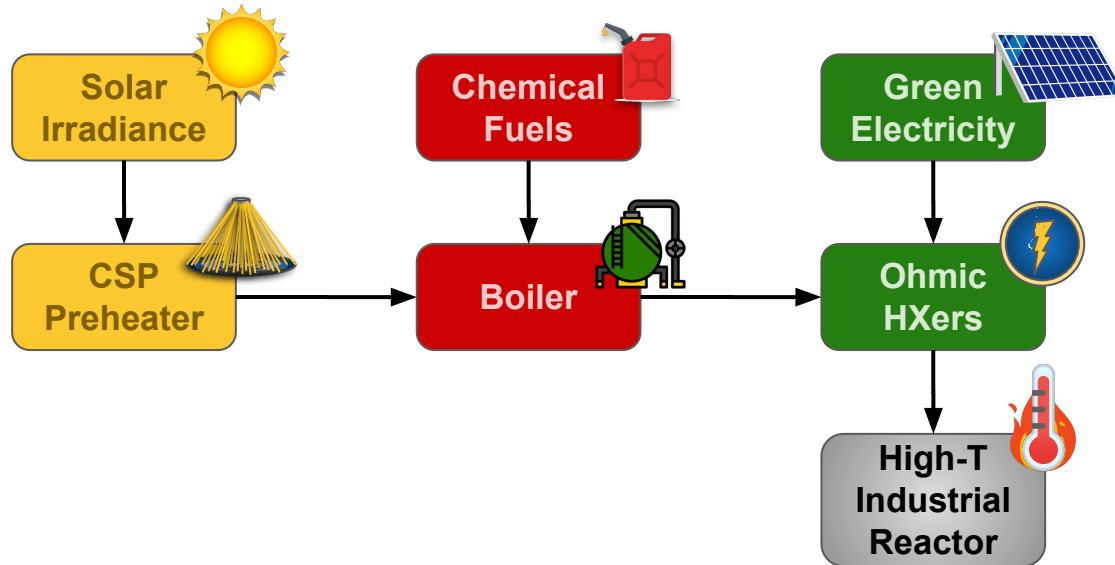 Solar
Irradiance
Chemical
Fuels
Green
Electricity
CSP
Preheater
Boiler
Ohmic
HXers
High-T
Industrial
Reactor